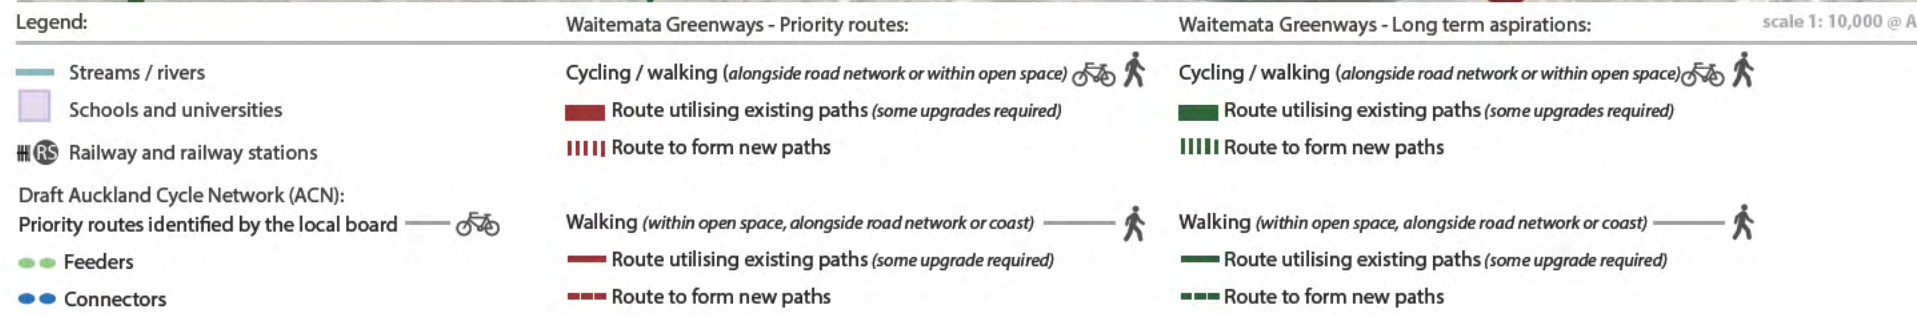 Legend:
Streams / rivers
Schools and universities
RS Railway and railway stations
Draft Auckland Cycle Network (ACN):
Priority routes identified by the local board
Feeders
Connectors
Waitemata Greenways - Priority routes:
Cycling / walking (alongside road network or within open space)
Route utilising existing paths (some upgrades required)
Route to form new paths
Walking (within open space, alongside road network or coast)
Route utilising existing paths (some upgrade required)
Route to form new paths
Waitemata Greenways - Long term aspirations:
Cycling / walking (alongside road network or within open space)
Route utilising existing paths (some upgrades required)
Route to form new paths
Walking (within open space, alongside road network or coast)
Route utilising existing paths (some upgrade required)
Route to form new paths
scale 1: 10,000 @ A